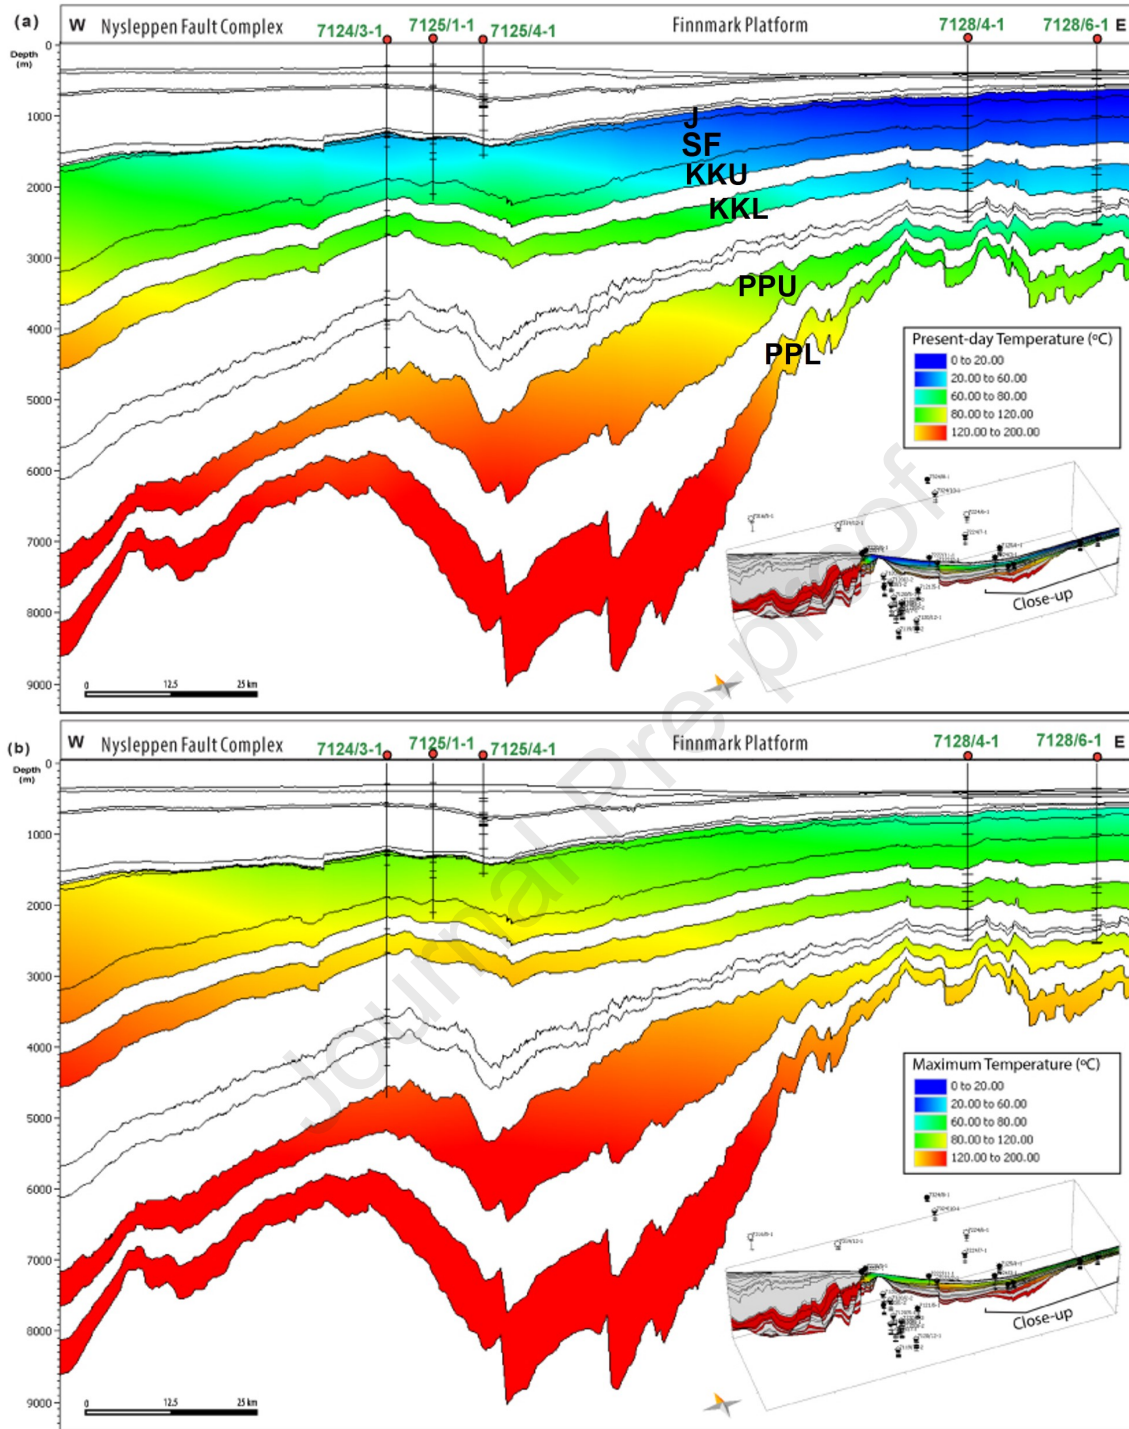 (a)
W Nysleppen Fault Complex 7124/3-1 7125/1-1 7125/4-1 Finnmark Platform 7128/4-1 7128/6-1 E
Depth
(m)
0
1000
2000
3000
4000
5000
6000
7000
8000
9000
J
SF
KKU
KKL
PPU
PPL
Present-day Temperature (ºC)
0 to 20.00
20.00 to 60.00
60.00 to 80.00
80.00 to 120.00
120.00 to 200.00
Close-up
0 12.5 25 km
Journal Pre-proof
(b)
W Nysleppen Fault Complex 7124/3-1 7125/1-1 7125/4-1 Finnmark Platform 7128/4-1 7128/6-1 E
Depth
(m)
0
1000
2000
3000
4000
5000
6000
7000
8000
9000
Maximum Temperature (ºC)
0 to 20.00
20.00 to 60.00
60.00 to 80.00
80.00 to 120.00
120.00 to 200.00
Close-up
0 12.5 25 km